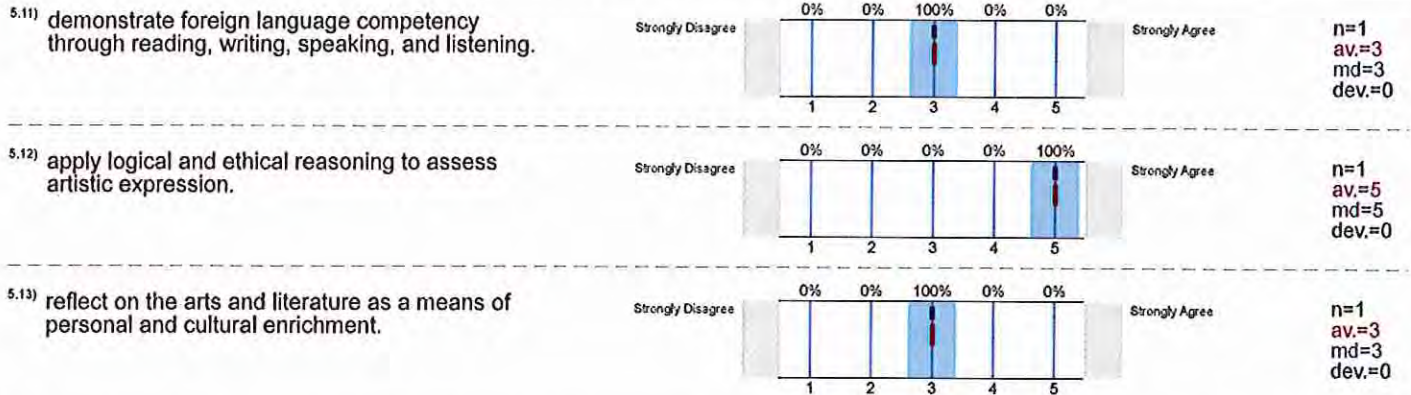 5.11) demonstrate foreign language competency
through reading, writing, speaking, and listening.
0% 0% 100% 0% 0%
Strongly Disagree Strongly Agree
1 2 3 4 5
n=1
av.=3
md=3
dev.=0
5.12) apply logical and ethical reasoning to assess
artistic expression.
0% 0% 0% 0% 100%
Strongly Disagree Strongly Agree
1 2 3 4 5
n=1
av.=5
md=5
dev.=0
5.13) reflect on the arts and literature as a means of
personal and cultural enrichment.
0% 0% 100% 0% 0%
Strongly Disagree Strongly Agree
1 2 3 4 5
n=1
av.=3
md=3
dev.=0